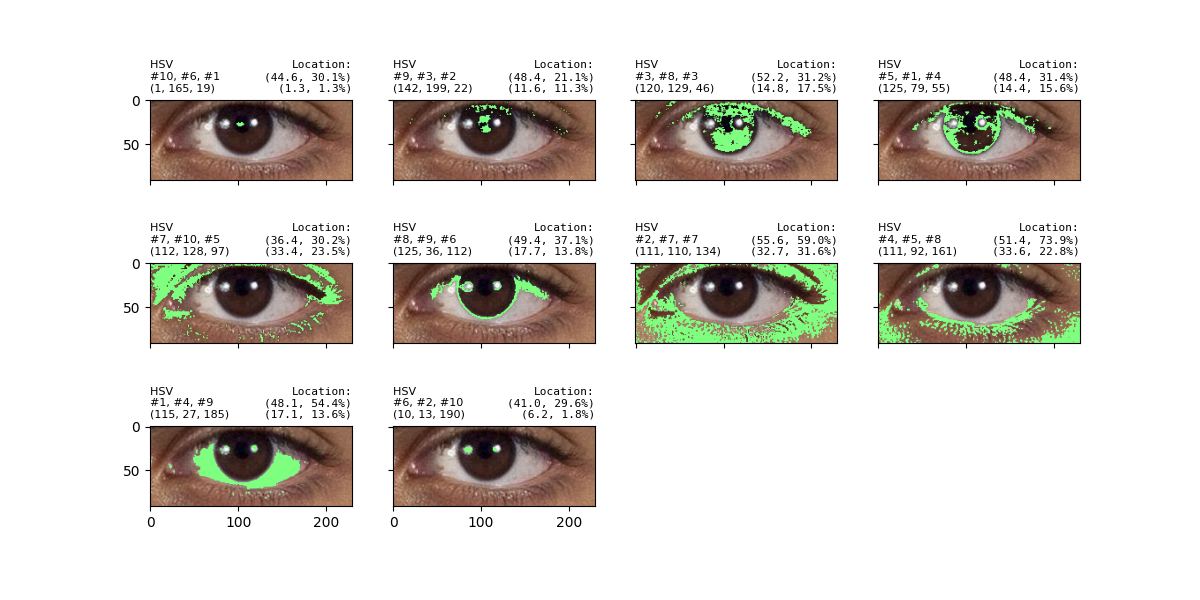 HSV Location:
#10, #6, #1 (44.6, 30.1%)
(1, 165, 19) (1.3, 1.3%)
HSV Location:
#9, #3, #2 (48.4, 21.1%)
(142, 199, 22) (11.6, 11.3%)
HSV Location:
#3, #8, #3 (52.2, 31.2%)
(120, 129, 46) (14.8, 17.5%)
HSV Location:
#5, #1, #4 (48.4, 31.4%)
(125, 79, 55) (14.4, 15.6%)
0
50
HSV Location:
#7, #10, #5 (36.4, 30.2%)
(112, 128, 97) (33.4, 23.5%)
HSV Location:
#8, #9, #6 (49.4, 37.1%)
(125, 36, 112) (17.7, 13.8%)
HSV Location:
#2, #7, #7 (55.6, 59.0%)
(111, 110, 134) (32.7, 31.6%)
HSV Location:
#4, #5, #8 (51.4, 73.9%)
(111, 92, 161) (33.6, 22.8%)
0
50
HSV Location:
#1, #4, #9 (48.1, 54.4%)
(115, 27, 185) (17.1, 13.6%)
HSV Location:
#6, #2, #10 (41.0, 29.6%)
(10, 13, 190) (6.2, 1.8%)
0
50
0 100 200
0 100 200